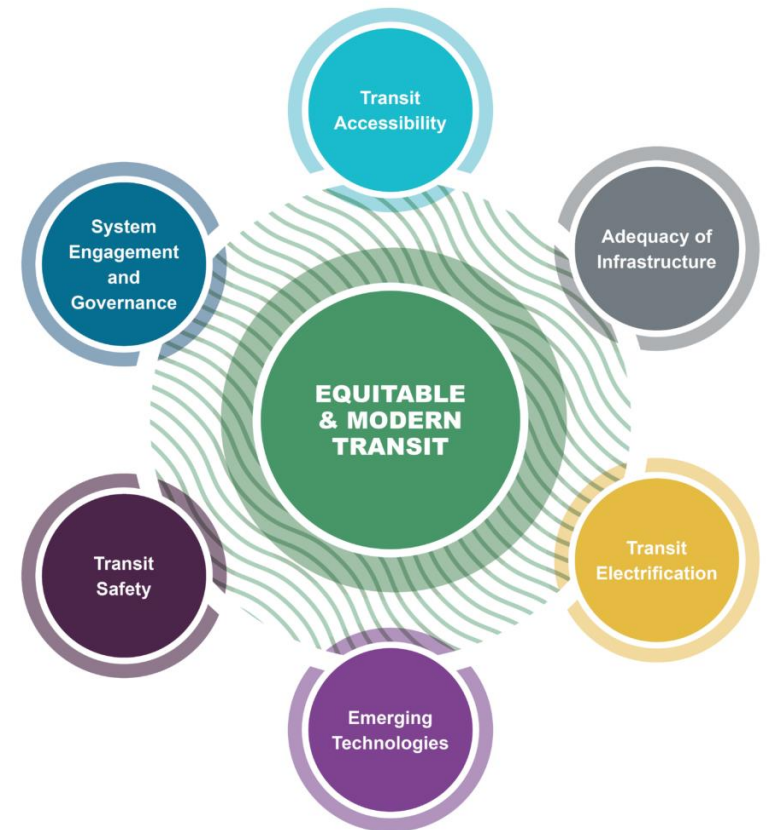 Transit
Accessibility
System
Engagement
and
Governance
Adequacy of
Infrastructure
EQUITABLE
& MODERN
TRANSIT
Transit
Safety
Transit
Electrification
Emerging
Technologies